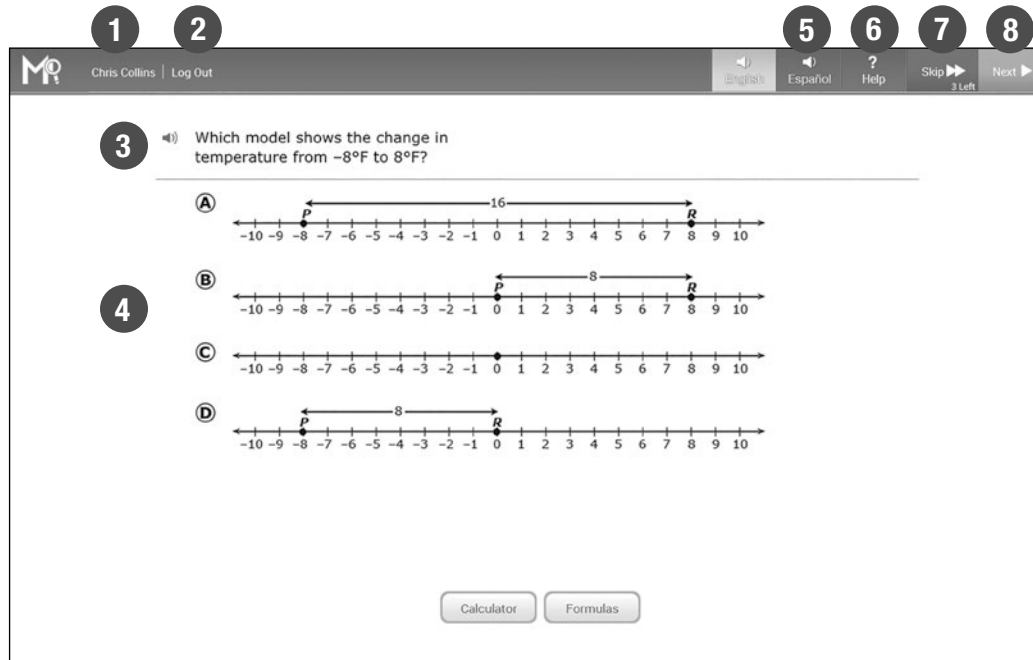 1 2 5 6 7 8
MI Chris Collins | Log Out English Español ? Help Skip 3 Left Next
3 Which model shows the change in
temperature from –8°F to 8°F?
A 16
P R
–10 –9 –8 –7 –6 –5 –4 –3 –2 –1 0 1 2 3 4 5 6 7 8 9 10
B 8
P R
–10 –9 –8 –7 –6 –5 –4 –3 –2 –1 0 1 2 3 4 5 6 7 8 9 10
4
C
–10 –9 –8 –7 –6 –5 –4 –3 –2 –1 0 1 2 3 4 5 6 7 8 9 10
D 8
P R
–10 –9 –8 –7 –6 –5 –4 –3 –2 –1 0 1 2 3 4 5 6 7 8 9 10
Calculator Formulas